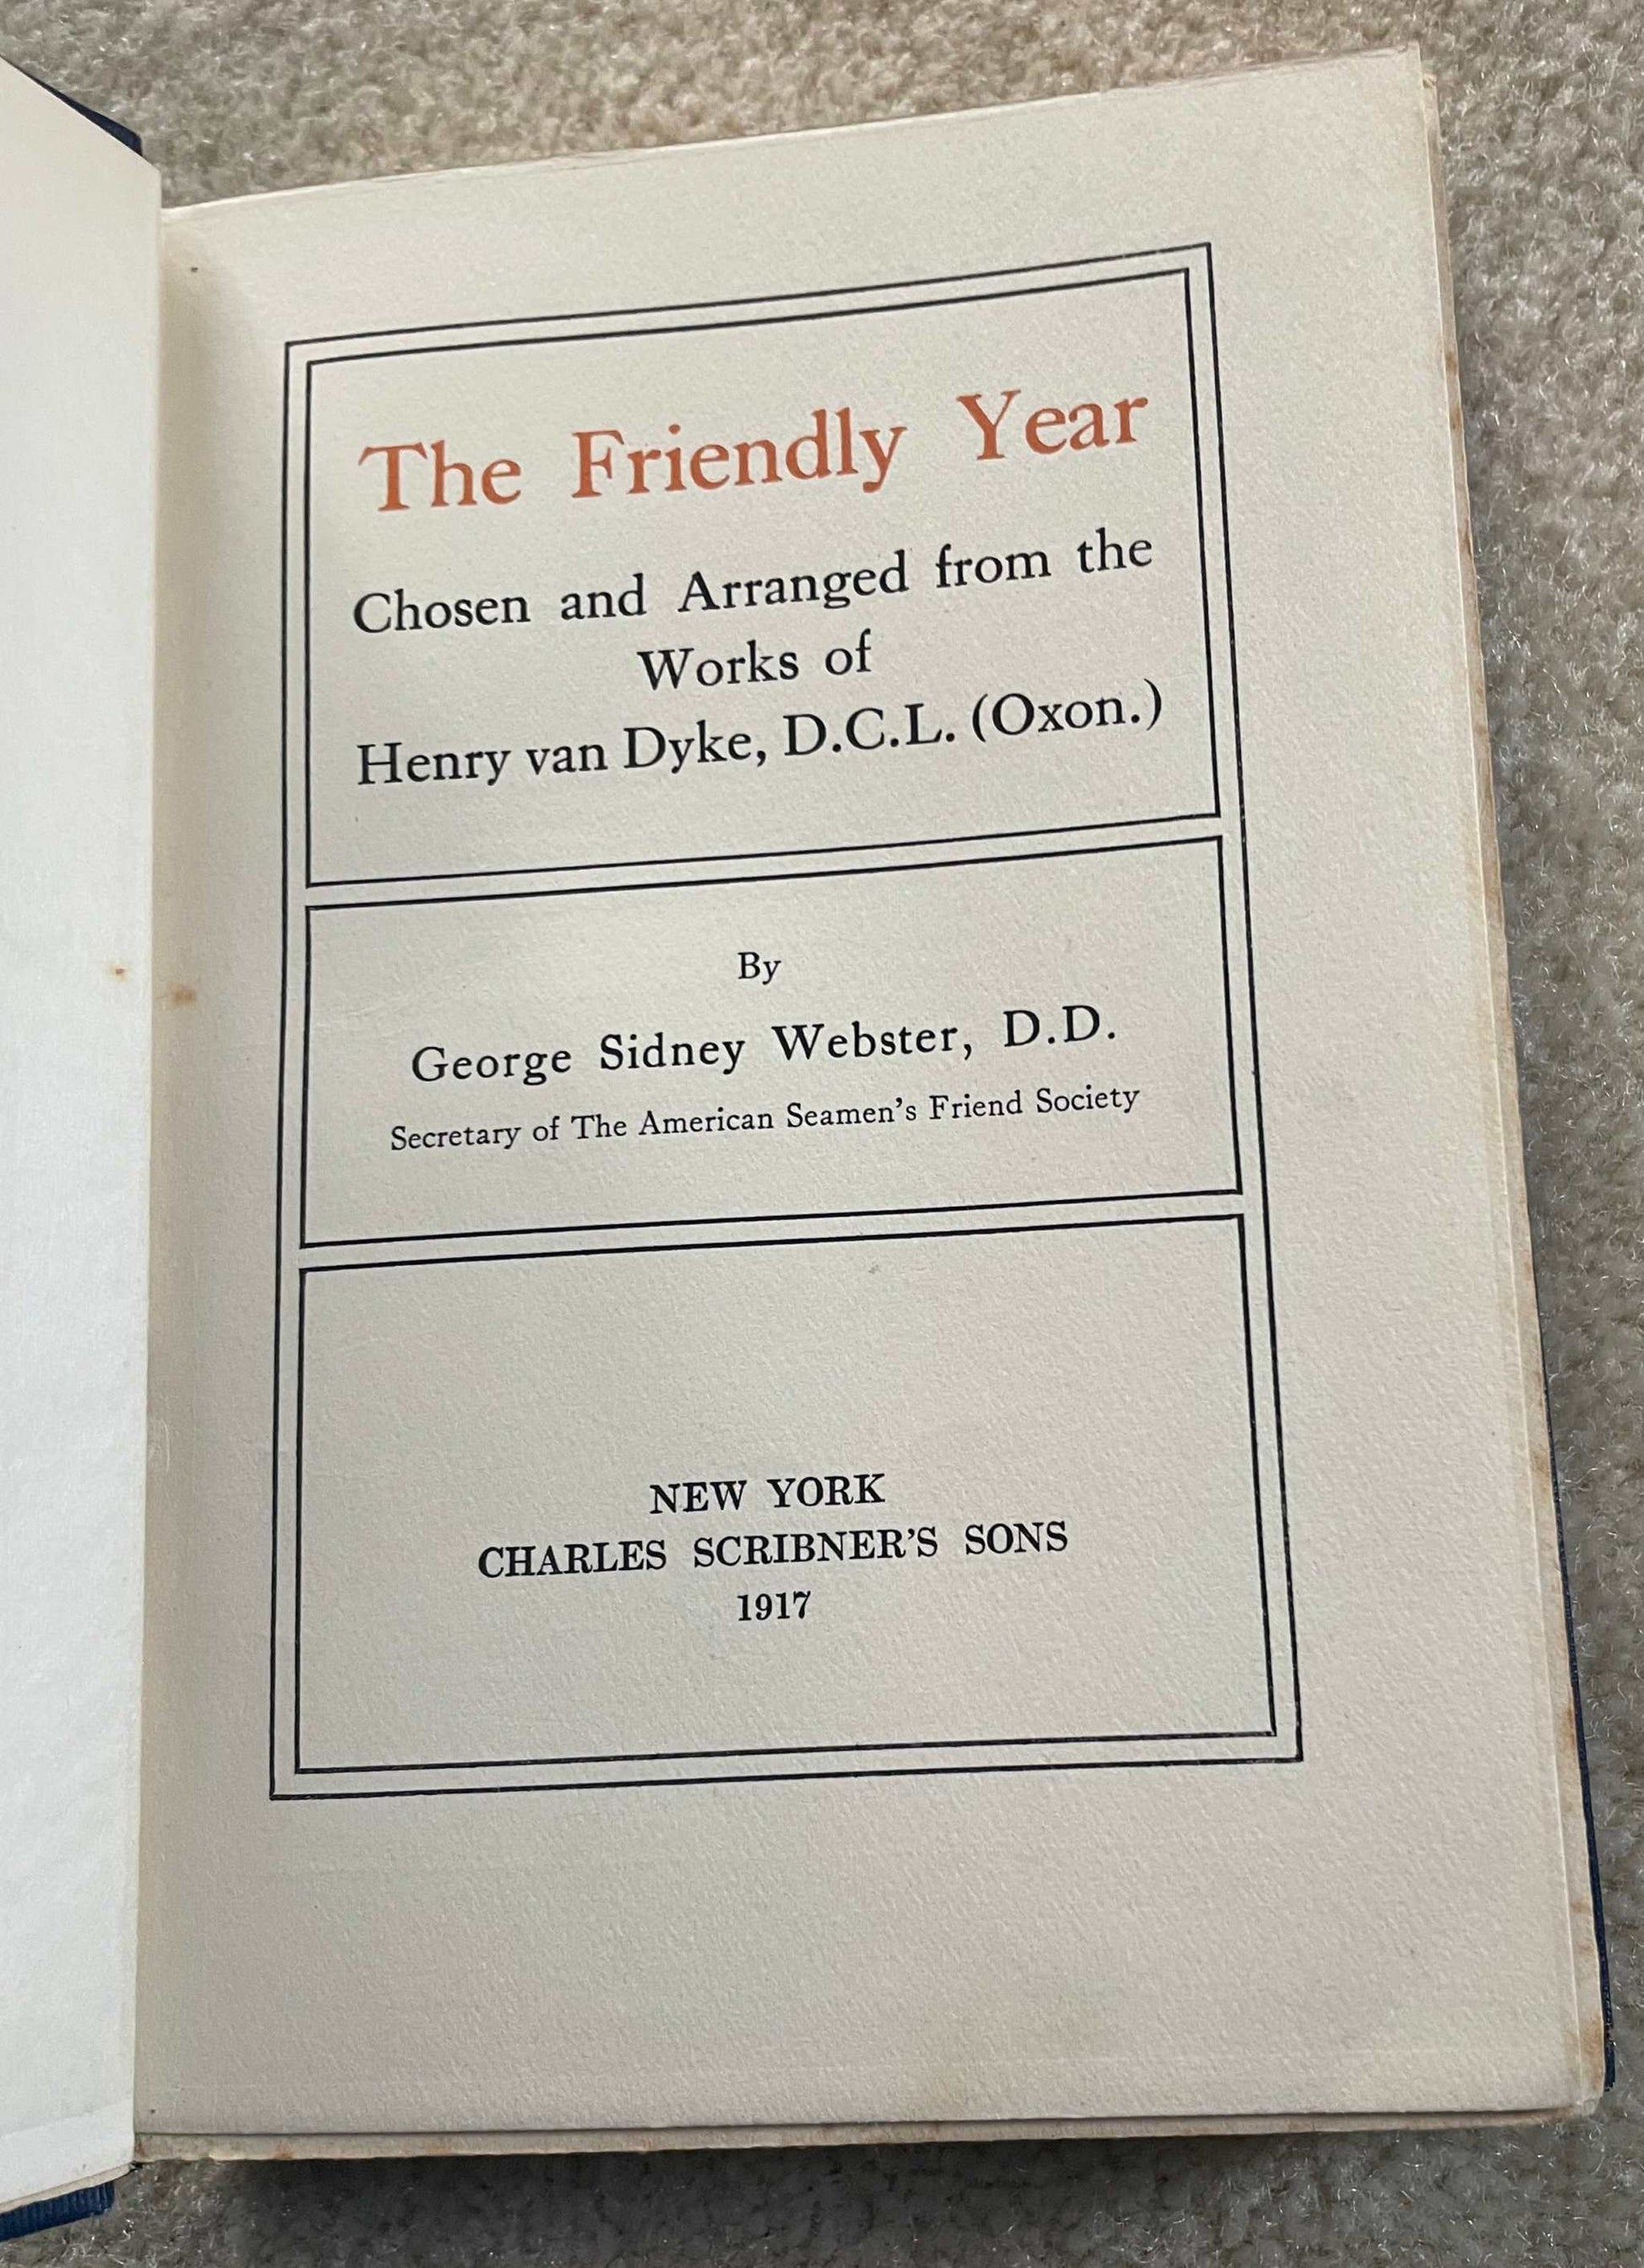 The Friendly Year
Chosen and Arranged from the
Works of
Henry van Dyke, D.C.L. (Oxon.)
By
George Sidney Webster, D.D.
Secretary of The American Seamen's Friend Society
NEW YORK
CHARLES SCRIBNER'S SONS
1917